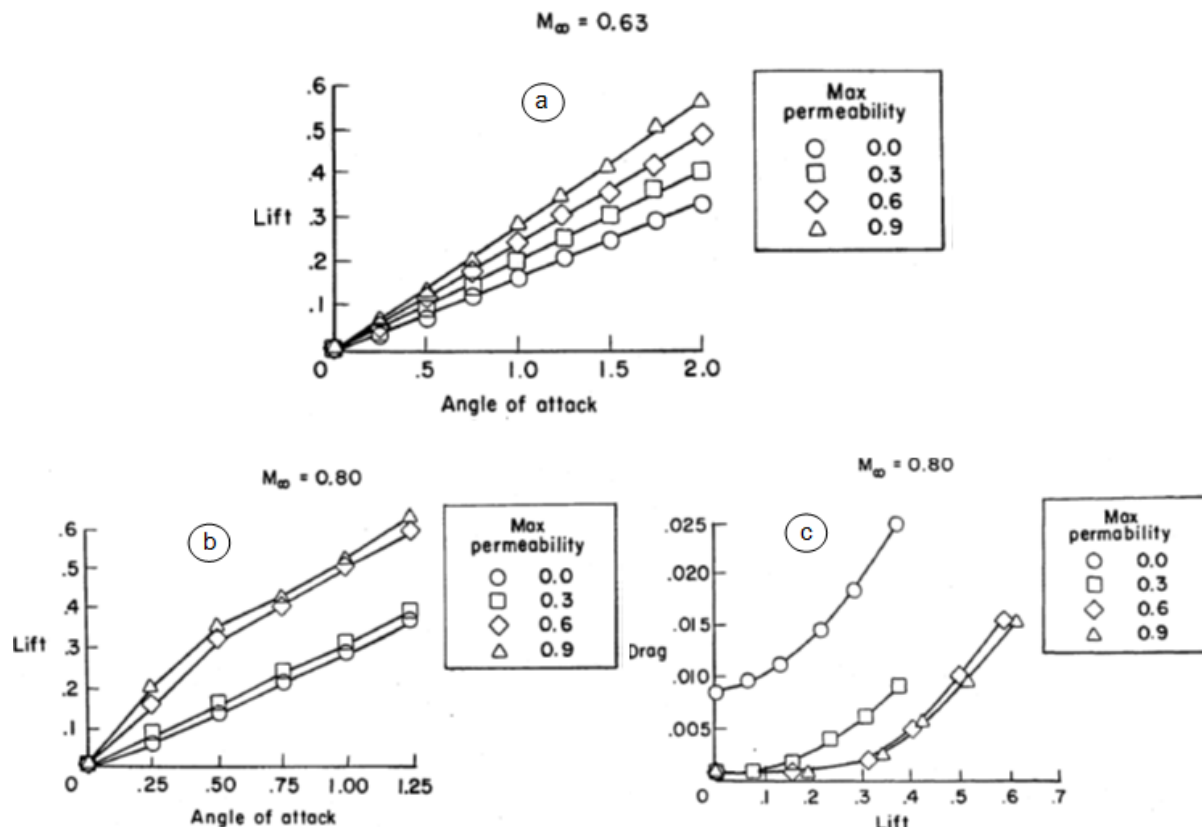 M∞ = 0.63
a
.6
.5
.4
Lift .3
.2
.1
0 .5 1.0 1.5 2.0
Angle of attack
Max
permeability
0.0
0.3
0.6
0.9
M∞ = 0.80
b
.6
.5
.4
Lift .3
.2
.1
0 .25 .50 .75 1.00 1.25
Angle of attack
Max
permeability
0.0
0.3
0.6
0.9
M∞ = 0.80
c
.025
.020
.015
Drag
.010
.005
0 .1 .2 .3 .4 .5 .6 .7
Lift
Max
permability
0.0
0.3
0.6
0.9